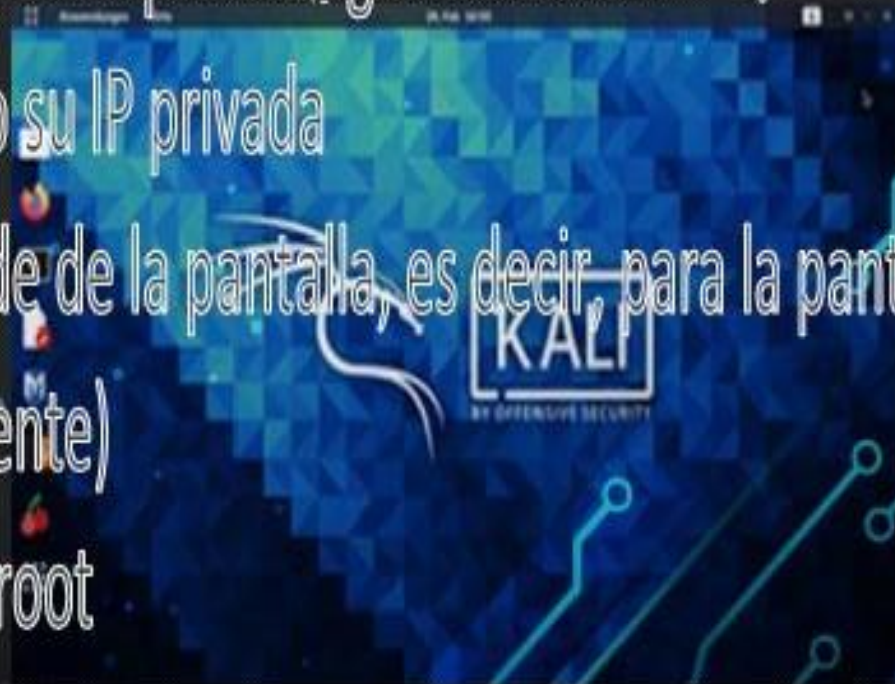 su IP privada
de de la pantalla, es decir, para la pant
KALI
BY OFFENSIVE SECURITY
ente)
root